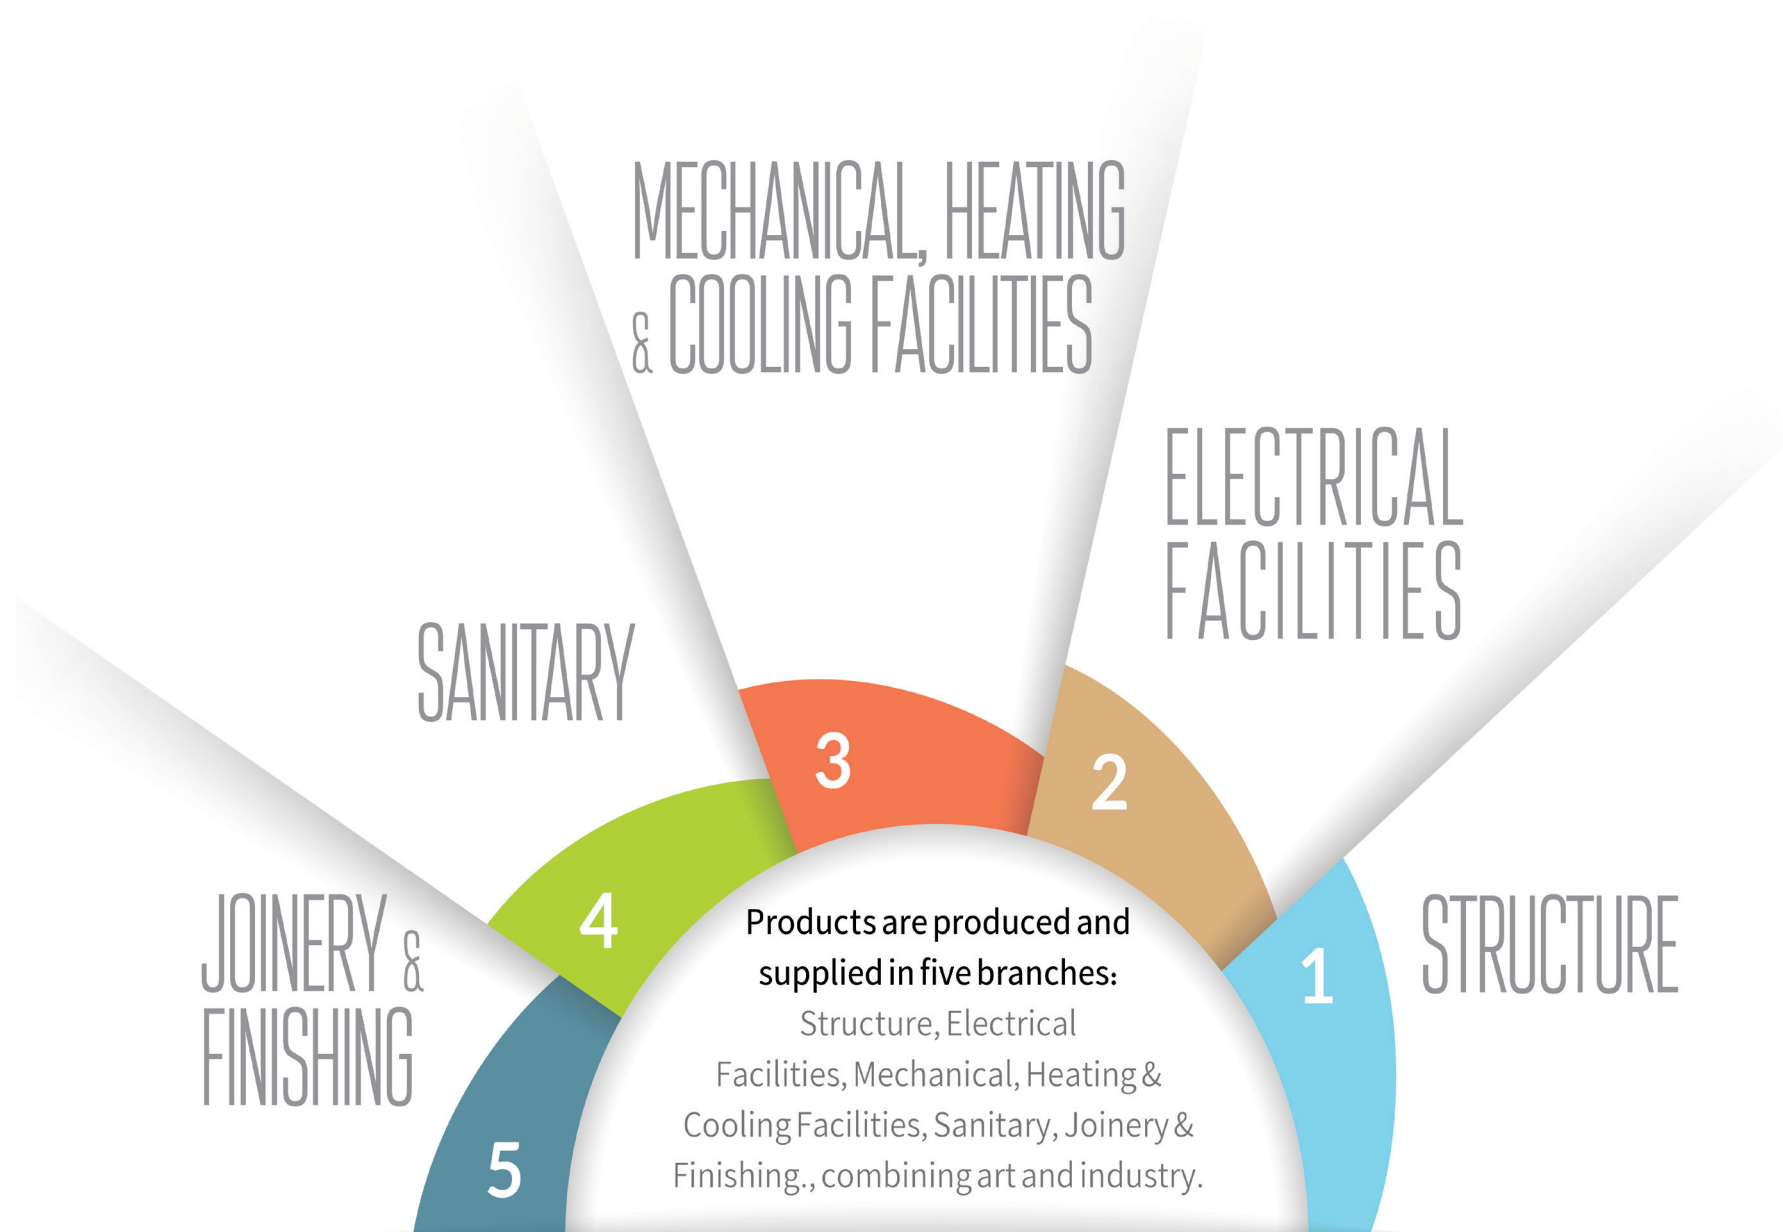 MECHANICAL, HEATING
& COOLING FACILITIES
ELECTRICAL
FACILITIES
SANITARY
JOINERY &
FINISHING
STRUCTURE
3
2
4
1
5
Products are produced and
supplied in five branches:
Structure, Electrical
Facilities, Mechanical, Heating &
Cooling Facilities, Sanitary, Joinery &
Finishing., combining art and industry.